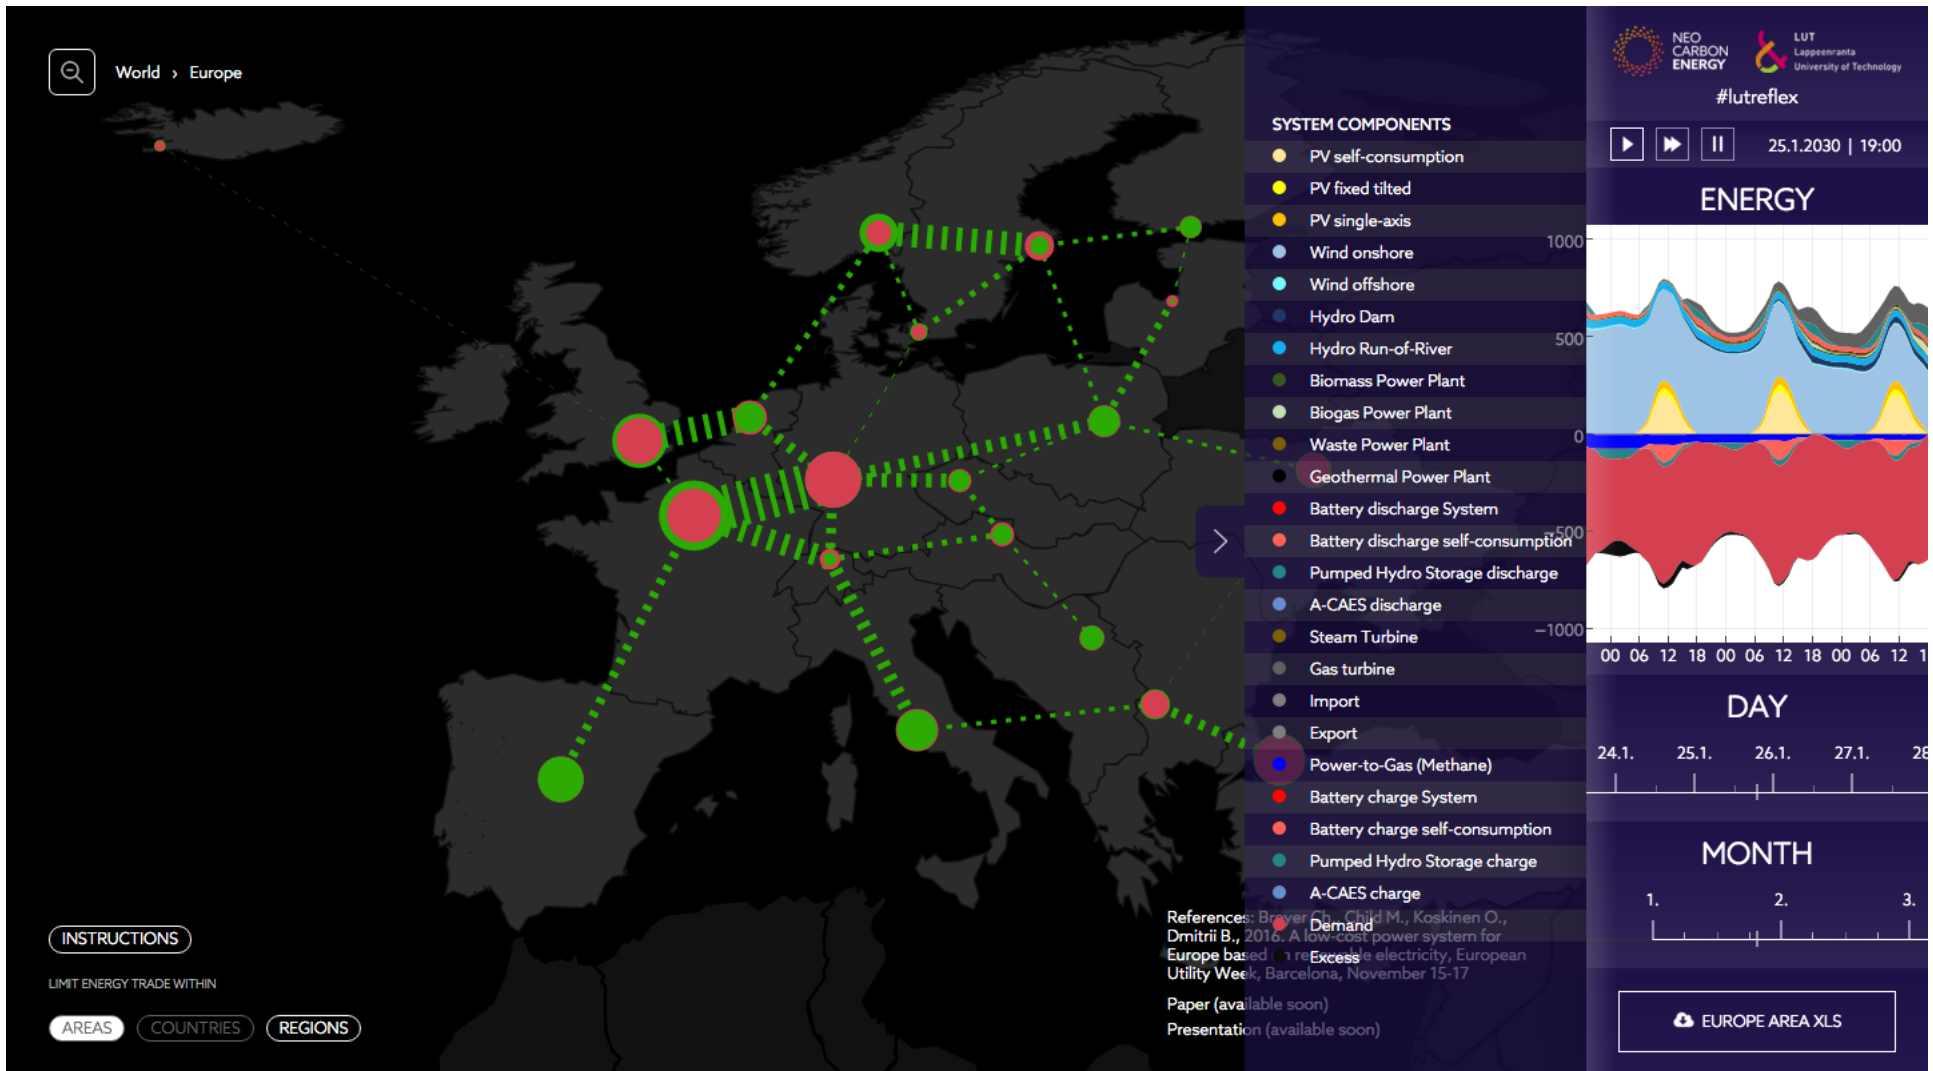 World › Europe
NEO
CARBON
ENERGY
LUT
Lappeenranta
University of Technology
#lutreflex
25.1.2030 | 19:00
ENERGY
SYSTEM COMPONENTS
PV self-consumption
PV fixed tilted
PV single-axis
Wind onshore
Wind offshore
Hydro Dam
Hydro Run-of-River
Biomass Power Plant
Biogas Power Plant
Waste Power Plant
Geothermal Power Plant
Battery discharge System
Battery discharge self-consumption
Pumped Hydro Storage discharge
A-CAES discharge
Steam Turbine
Gas turbine
Import
Export
Power-to-Gas (Methane)
Battery charge System
Battery charge self-consumption
Pumped Hydro Storage charge
A-CAES charge
Demand
Excess
1000
500
0
−500
−1000
00 06 12 18 00 06 12 18 00 06 12 1
DAY
24.1. 25.1. 26.1. 27.1. 28
MONTH
1. 2. 3.
EUROPE AREA XLS
References: Breyer Ch., Child M., Koskinen O.,
Dmitrii B., 2016. A low-cost power system for
Europe based on renewable electricity, European
Utility Week, Barcelona, November 15-17
Paper (available soon)
Presentation (available soon)
INSTRUCTIONS
LIMIT ENERGY TRADE WITHIN
AREAS COUNTRIES REGIONS